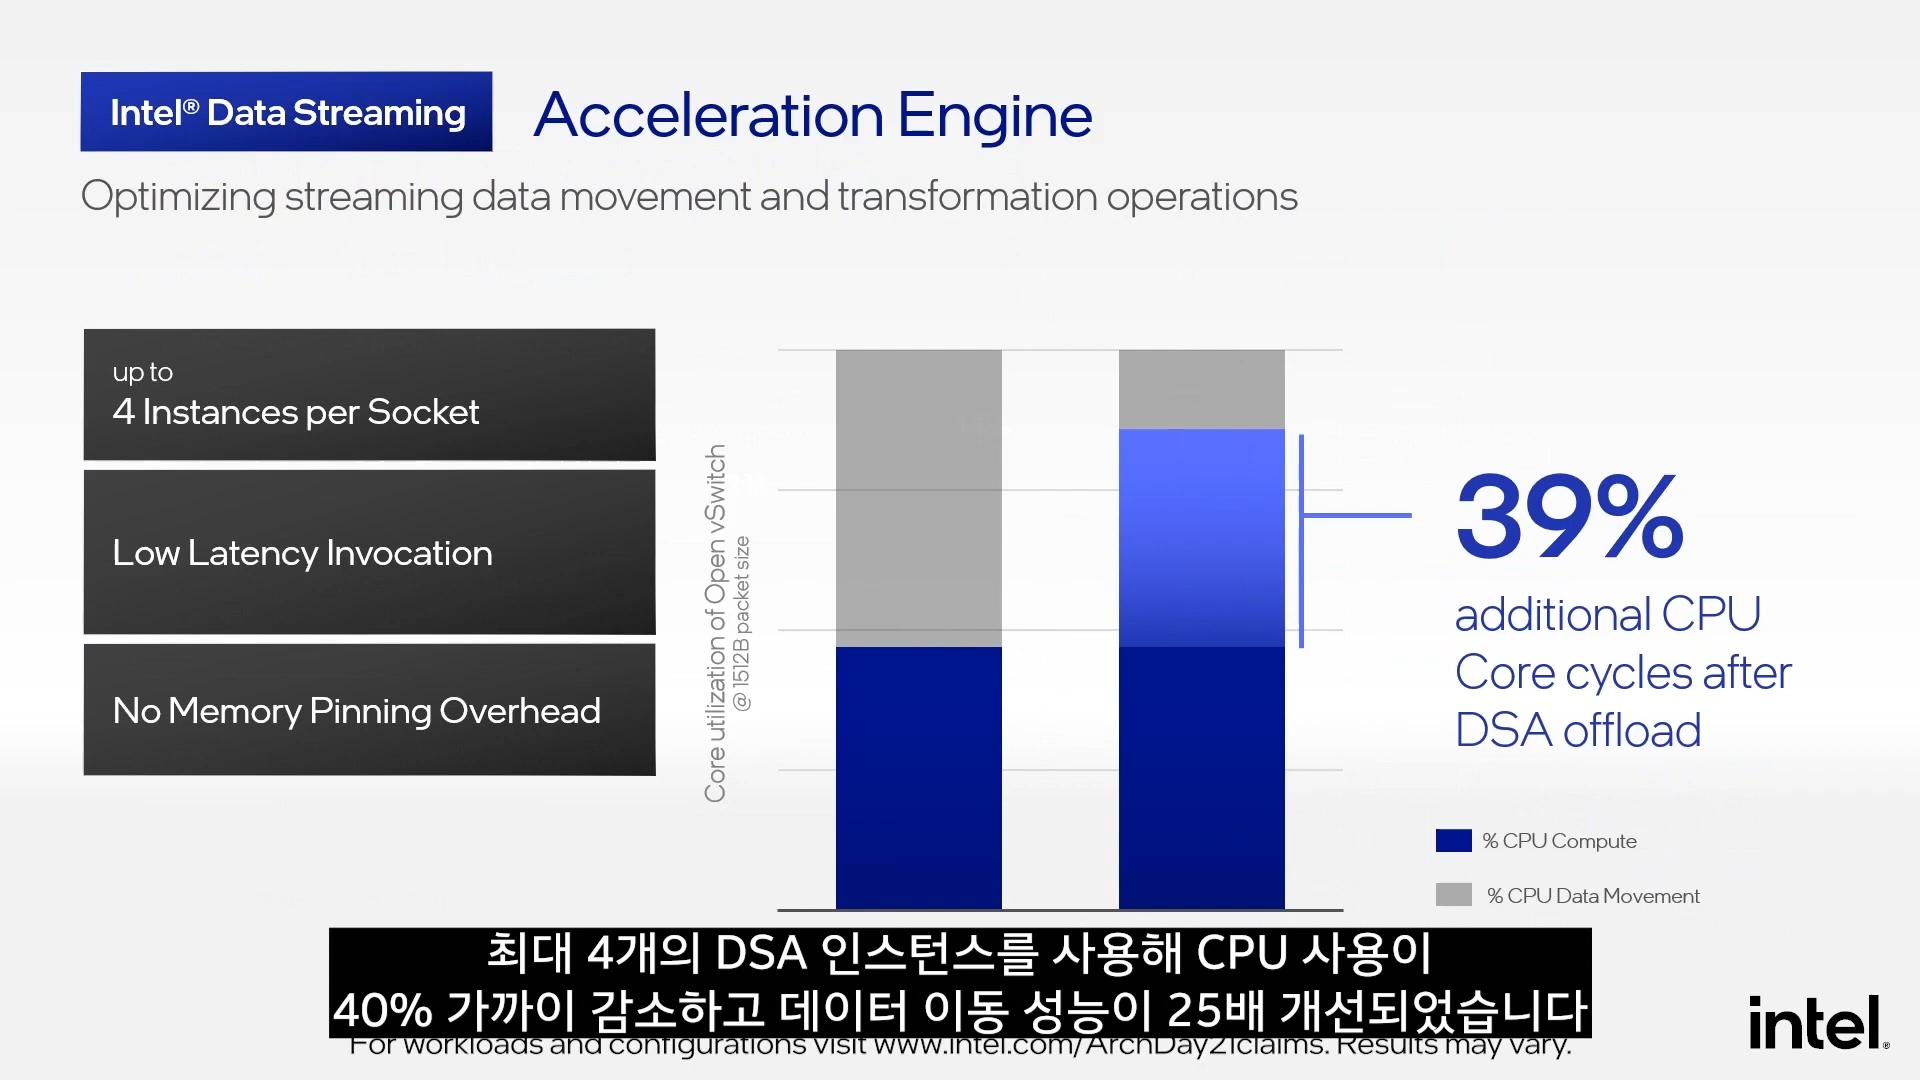 Intel® Data Streaming Acceleration Engine
Optimizing streaming data movement and transformation operations
up to
4 Instances per Socket
Low Latency Invocation
No Memory Pinning Overhead
Core utilization of Open vSwitch
@ 1512B packet size
39%
additional CPU
Core cycles after
DSA offload
% CPU Compute
% CPU Data Movement
최대 4개의 DSA 인스턴스를 사용해 CPU 사용이
40% 가까이 감소하고 데이터 이동 성능이 25배 개선되었습니다
For workloads and configurations visit www.intel.com/ArchDay21claims. Results may vary.
intel®